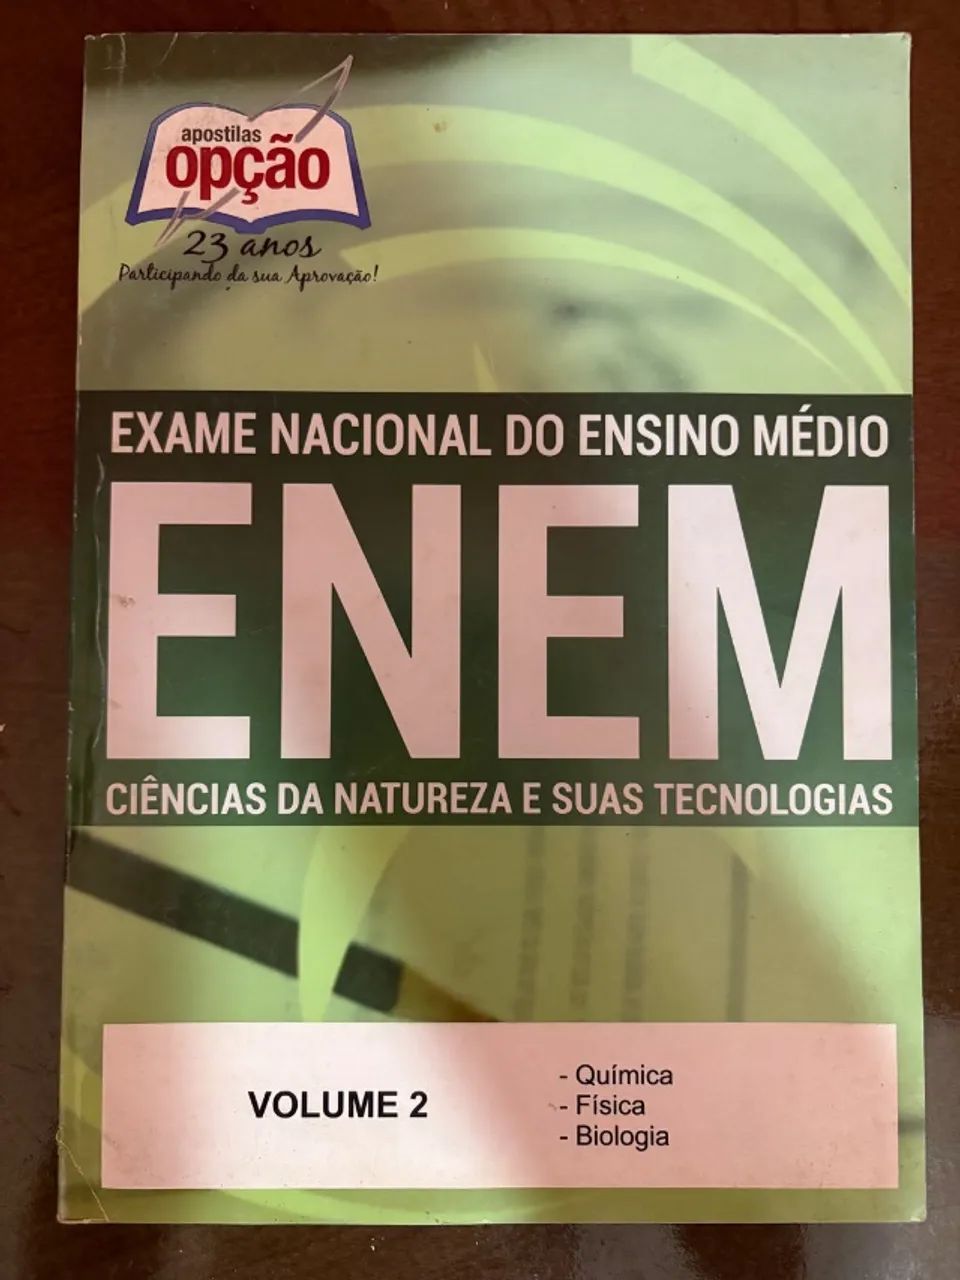 apostilas
opção
23 anos
Participando da sua Aprovação!
EXAME NACIONAL DO ENSINO MÉDIO
ENEM
CIÊNCIAS DA NATUREZA E SUAS TECNOLOGIAS
VOLUME 2
- Química
- Física
- Biologia